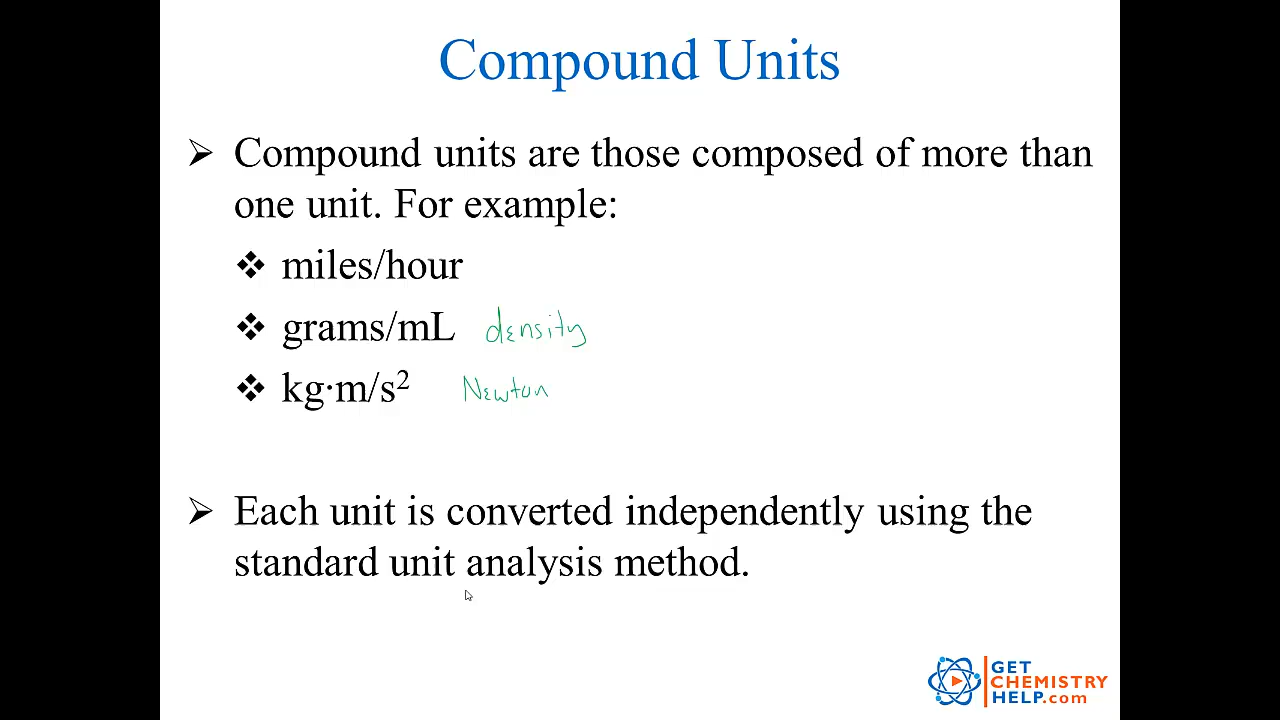 Compound Units
➢ Compound units are those composed of more than
one unit. For example:
❖ miles/hour
❖ grams/mL density
❖ kg·m/s² Newton
➢ Each unit is converted independently using the
standard unit analysis method.
GET
CHEMISTRY
HELP.com